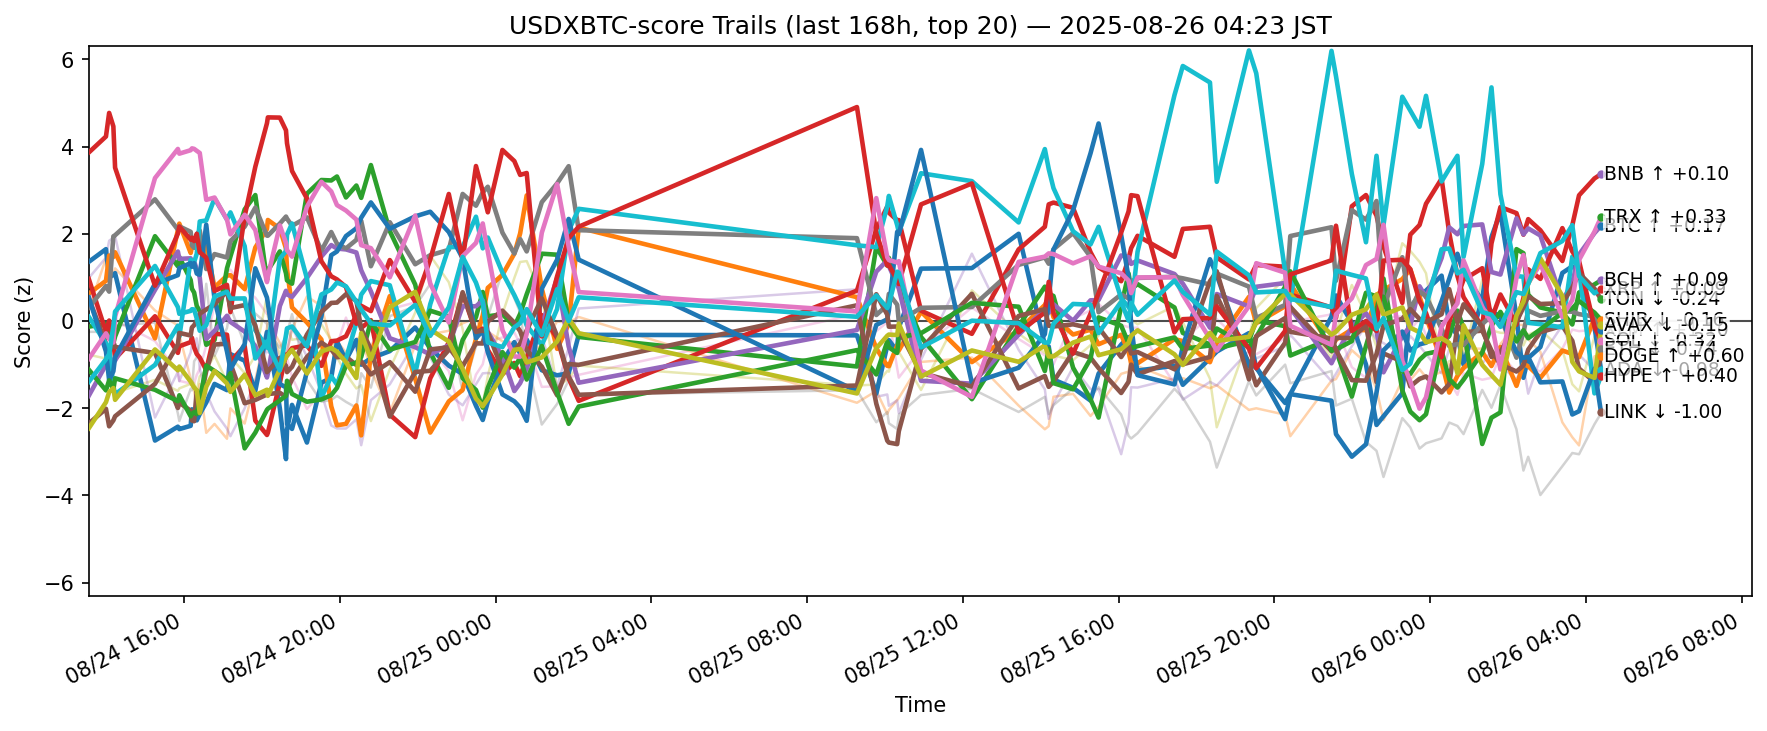 USDXBTC-score Trails (last 168h, top 20) — 2025-08-26 04:23 JST
Score (z)
6
4
2
0
−2
−4
−6
BNB ↑ +0.10
TRX ↑ +0.33
BTC ↑ +0.17
BCH ↑ +0.09
TON ↓ -0.24
AVAX ↓ -0.15
DOGE ↑ +0.60
HYPE ↑ +0.40
LINK ↓ -1.00
08/24 16:00
08/24 20:00
08/25 00:00
08/25 04:00
08/25 08:00
08/25 12:00
08/25 16:00
08/25 20:00
08/26 00:00
08/26 04:00
08/26 08:00
Time